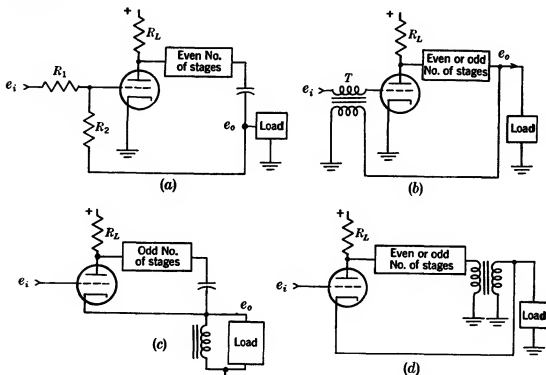 +
R_L
Even No.
of stages
e_i
R_1
R_2
e_o
Load
(a)
+
R_L
Even or odd
No. of stages
e_o
T
e_i
Load
(b)
+
R_L
Odd No.
of stages
e_i
e_o
Load
(c)
+
R_L
Even or odd
No. of stages
e_i
Load
(d)